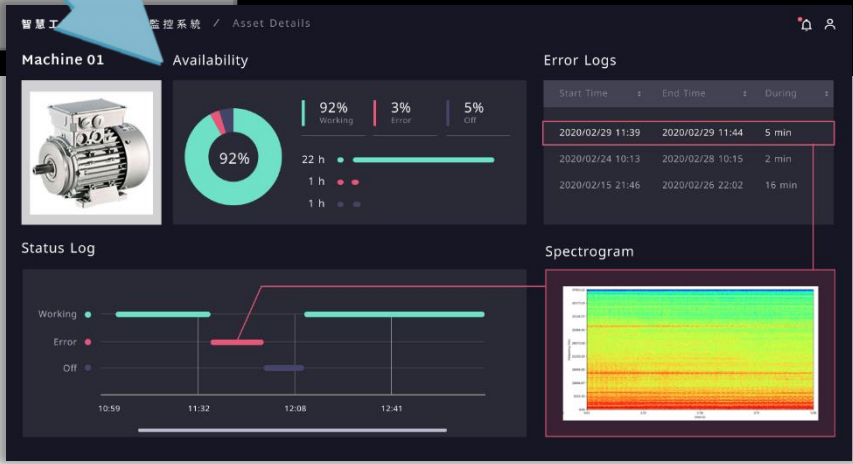 智慧工 監控系統 / Asset Details
Machine 01
Availability
Error Logs
92% 3% 5%
Working Error Off
92%
22 h
1 h
1 h
Start Time End Time During
2020/02/29 11:39 2020/02/29 11:44 5 min
2020/02/24 10:13 2020/02/28 10:15 2 min
2020/02/15 21:46 2020/02/26 22:02 16 min
Status Log
Working
Error
Off
10:59 11:32 12:08 12:41
Spectrogram